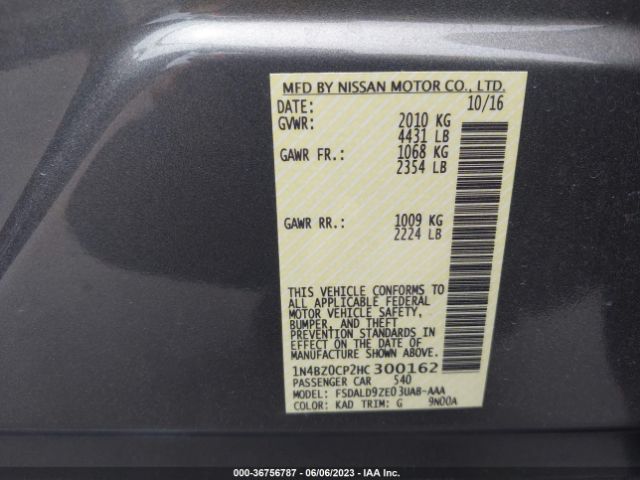 MFD BY NISSAN MOTOR CO., LTD.
DATE: 10/16
GVWR: 2010 KG
4431 LB
GAWR FR.: 1068 KG
2354 LB
GAWR RR.: 1009 KG
2224 LB
THIS VEHICLE CONFORMS TO
ALL APPLICABLE FEDERAL
MOTOR VEHICLE SAFETY,
BUMPER, AND THEFT
PREVENTION STANDARDS IN
EFFECT ON THE DATE OF
MANUFACTURE SHOWN ABOVE.
1N4BZ0CP2HC300162
PASSENGER CAR 540
MODEL: FSDALD9ZE03UAB-AAA
COLOR: KAD TRIM: G 9N00A
000-36756787 - 06/06/2023 - IAA Inc.